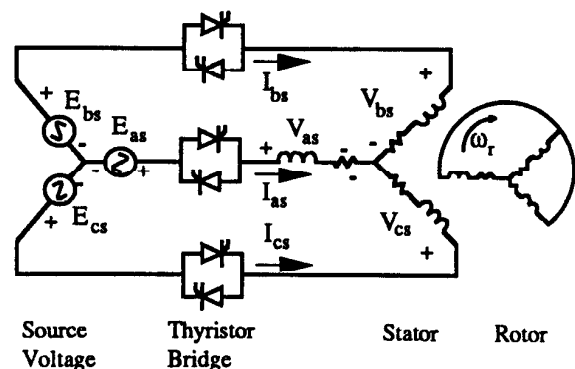 + I_bs +
E_bs V_bs
E_as V_as
- - ω_r
- + + - -
- I_as
E_cs I_cs V_cs
+ +
Source Thyristor Stator Rotor
Voltage Bridge